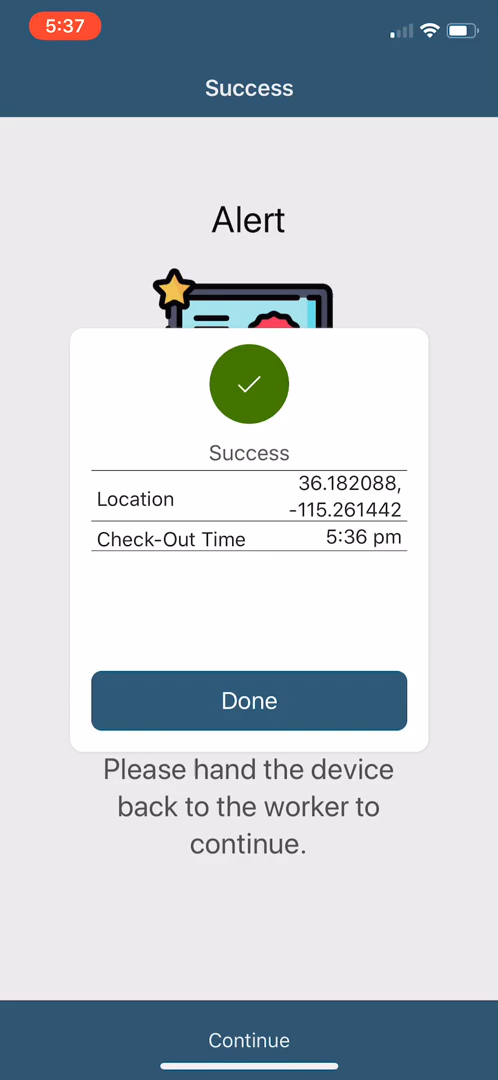 5:37
Success
Alert
Success
Location
36.182088,
-115.261442
Check-Out Time
5:36 pm
Done
Please hand the device
back to the worker to
continue.
Continue